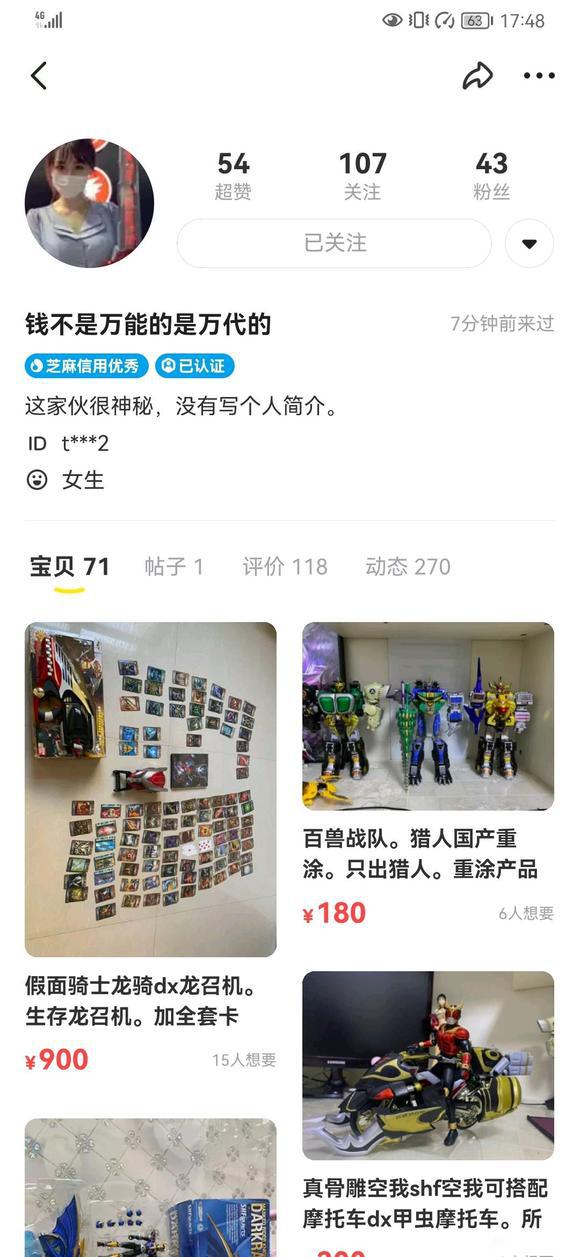 4G 63 17:48
54 107 43
超赞 关注 粉丝
已关注
钱不是万能的是万代的 7分钟前来过
芝麻信用优秀 已认证
这家伙很神秘，没有写个人简介。
ID t***2
女生
宝贝 71 帖子 1 评价 118 动态 270
假面骑士龙骑dx龙召机。
生存龙召机。加全套卡
¥900 15人想要
百兽战队。猎人国产重
涂。只出猎人。重涂产品
¥180 6人想要
真骨雕空我shf空我可搭配
摩托车dx甲虫摩托车。所